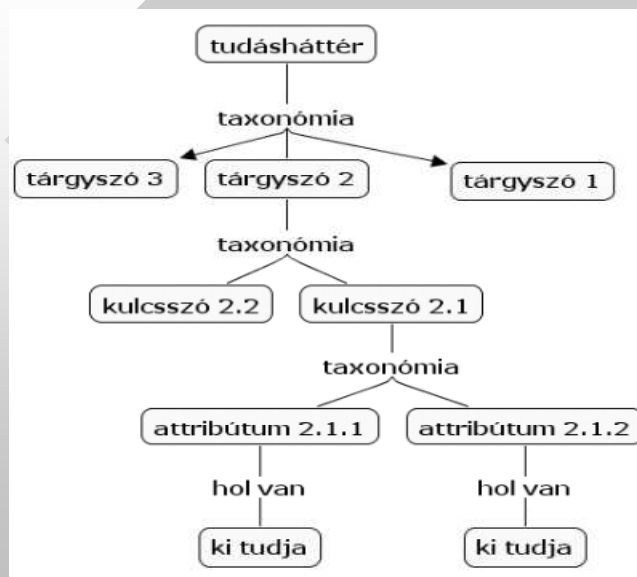 tudásháttér
taxonómia
tárgyszó 3 tárgyszó 2 tárgyszó 1
taxonómia
kulcsszó 2.2 kulcsszó 2.1
taxonómia
attribútum 2.1.1 attribútum 2.1.2
hol van hol van
ki tudja ki tudja